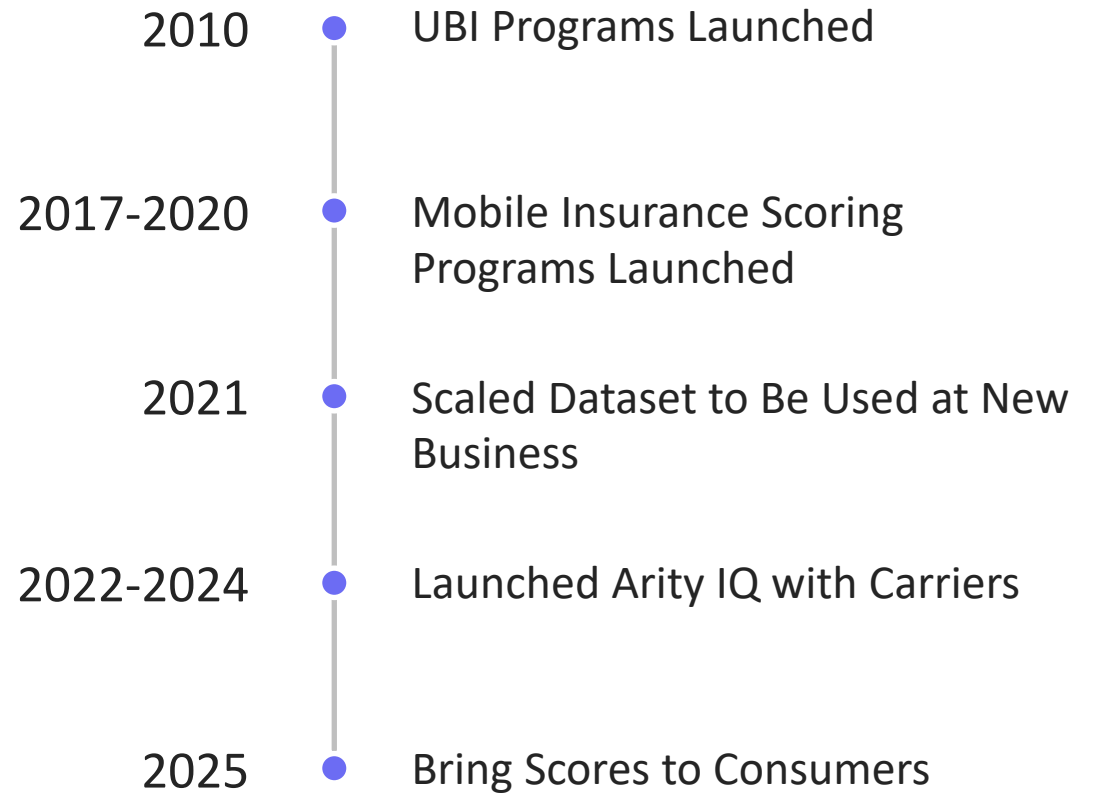 2010
UBI Programs Launched
2017-2020
Mobile Insurance Scoring
Programs Launched
2021
Scaled Dataset to Be Used at New
Business
2022-2024
Launched Arity IQ with Carriers
2025
Bring Scores to Consumers